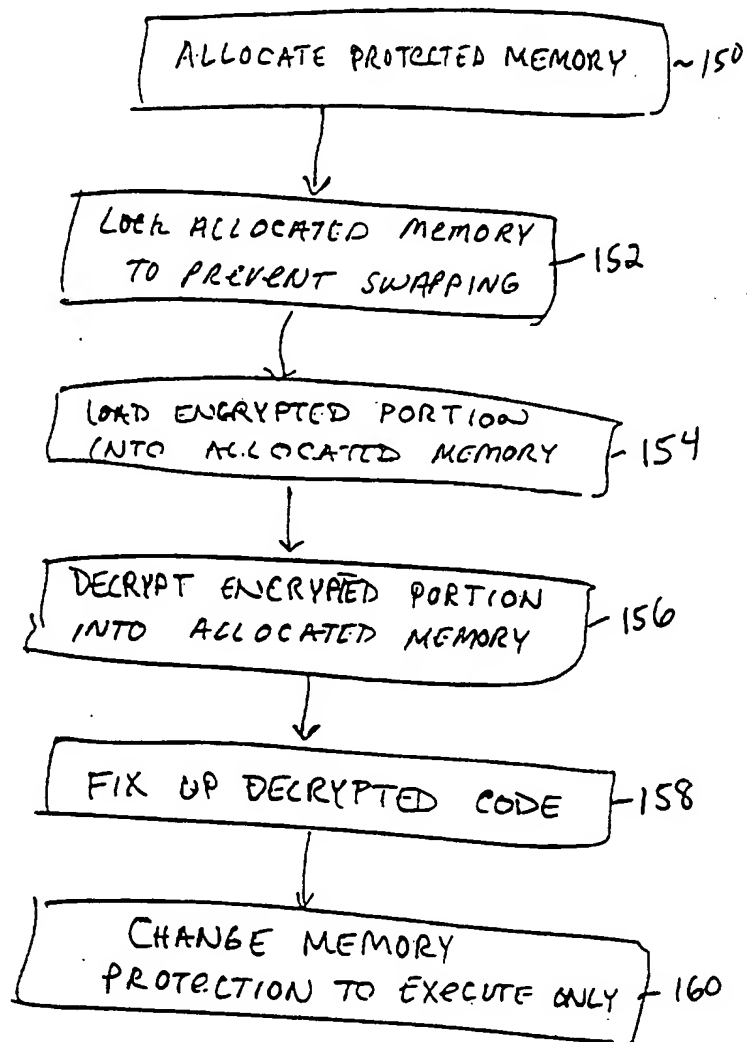 ALLOCATE PROTECTED MEMORY ~150
LOCK ALLOCATED MEMORY
TO PREVENT SWAPPING 152
LOAD ENCRYPTED PORTION
INTO ALLOCATED MEMORY 154
DECRYPT ENCRYPTED PORTION
INTO ALLOCATED MEMORY 156
FIX UP DECRYPTED CODE 158
CHANGE MEMORY
PROTECTION TO EXECUTE ONLY 160